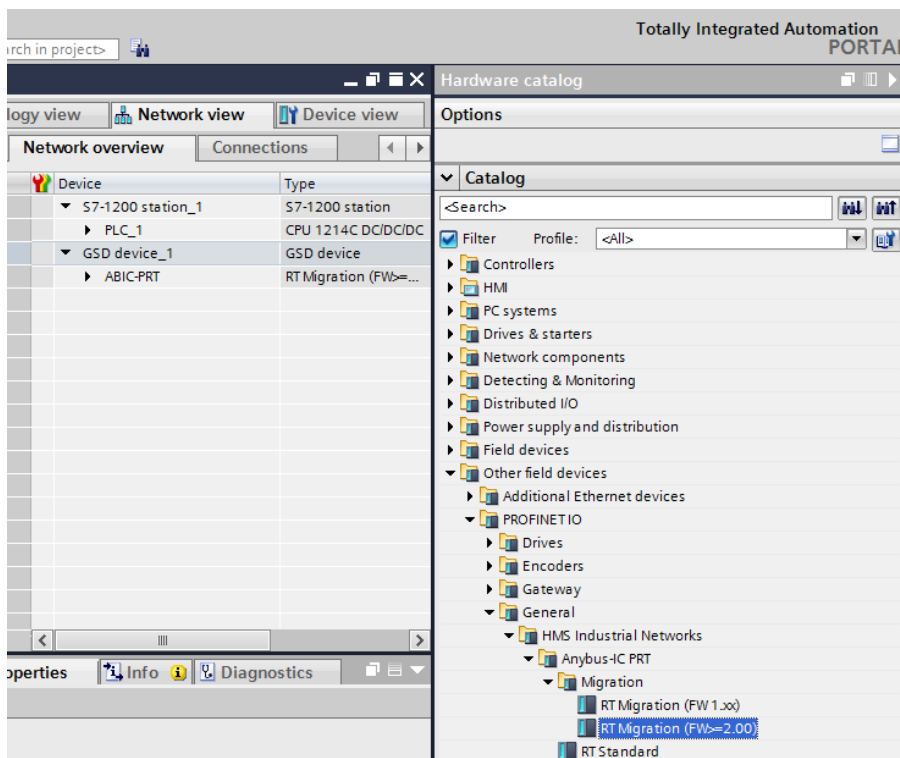 Totally Integrated Automation
PORTAL
arch in project>
Hardware catalog
logy view Network view Device view
Options
Network overview Connections
Device Type
Catalog
S7-1200 station_1 S7-1200 station
<Search>
PLC_1 CPU 1214C DC/DC/DC
Filter Profile: <All>
GSD device_1 GSD device
ABIC-PRT RT Migration (FW>=...
Controllers
HMI
PC systems
Drives & starters
Network components
Detecting & Monitoring
Distributed I/O
Power supply and distribution
Field devices
Other field devices
Additional Ethernet devices
PROFINET IO
Drives
Encoders
Gateway
General
HMS Industrial Networks
Anybus-IC PRT
Migration
RT Migration (FW 1.xx)
RT Migration (FW>=2.00)
RT Standard
operties Info Diagnostics